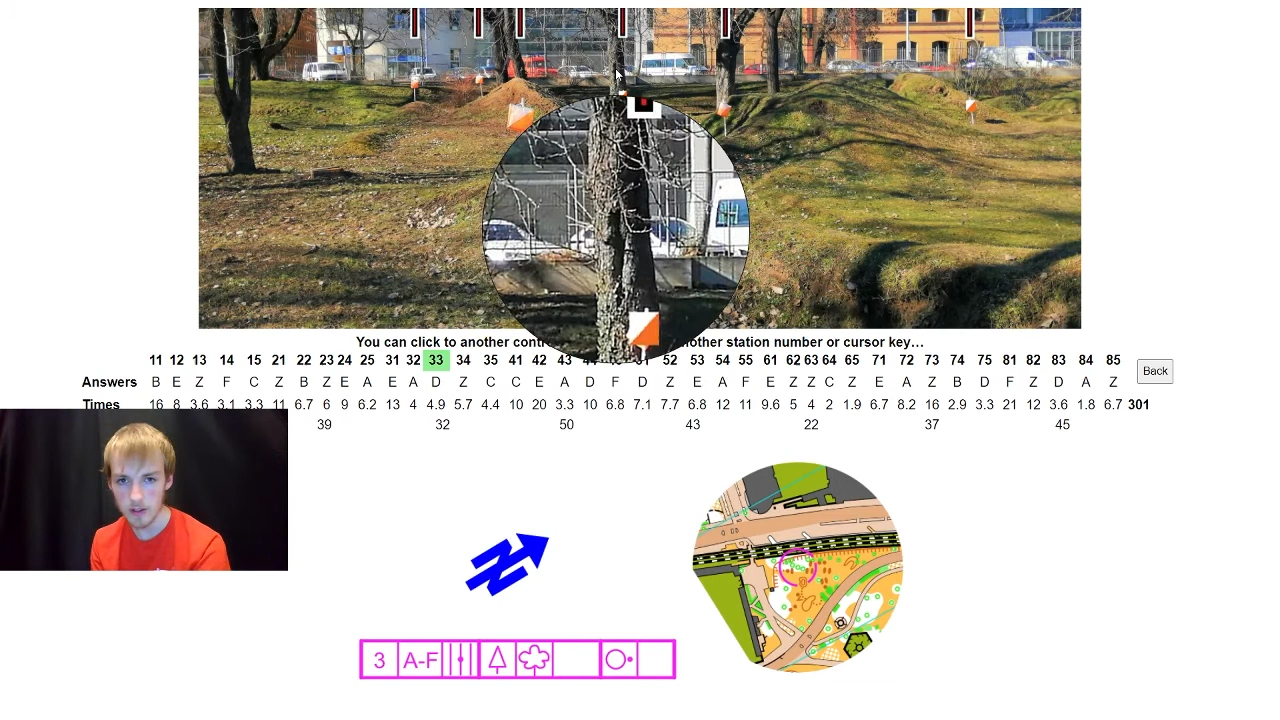 You can click to another contr
nother station number or cursor key…
11 12 13 14 15 21 22 23 24 25 31 32 33 34 35 41 42 43 52 53 54 55 61 62 63 64 65 71 72 73 74 75 81 82 83 84 85
Back
Answers B E Z F C Z B Z E A E A D Z C C E A D F D Z E A F E Z Z C Z E A Z B D F Z D A Z
Times 16 8 3.6 3.1 3.3 11 6.7 6 9 6.2 13 4 4.9 5.7 4.4 10 20 3.3 10 6.8 7.1 7.7 6.8 12 11 9.6 5 4 2 1.9 6.7 8.2 16 2.9 3.3 21 12 3.6 1.8 6.7 301
39 32 50 43 22 37 45
3 A-F